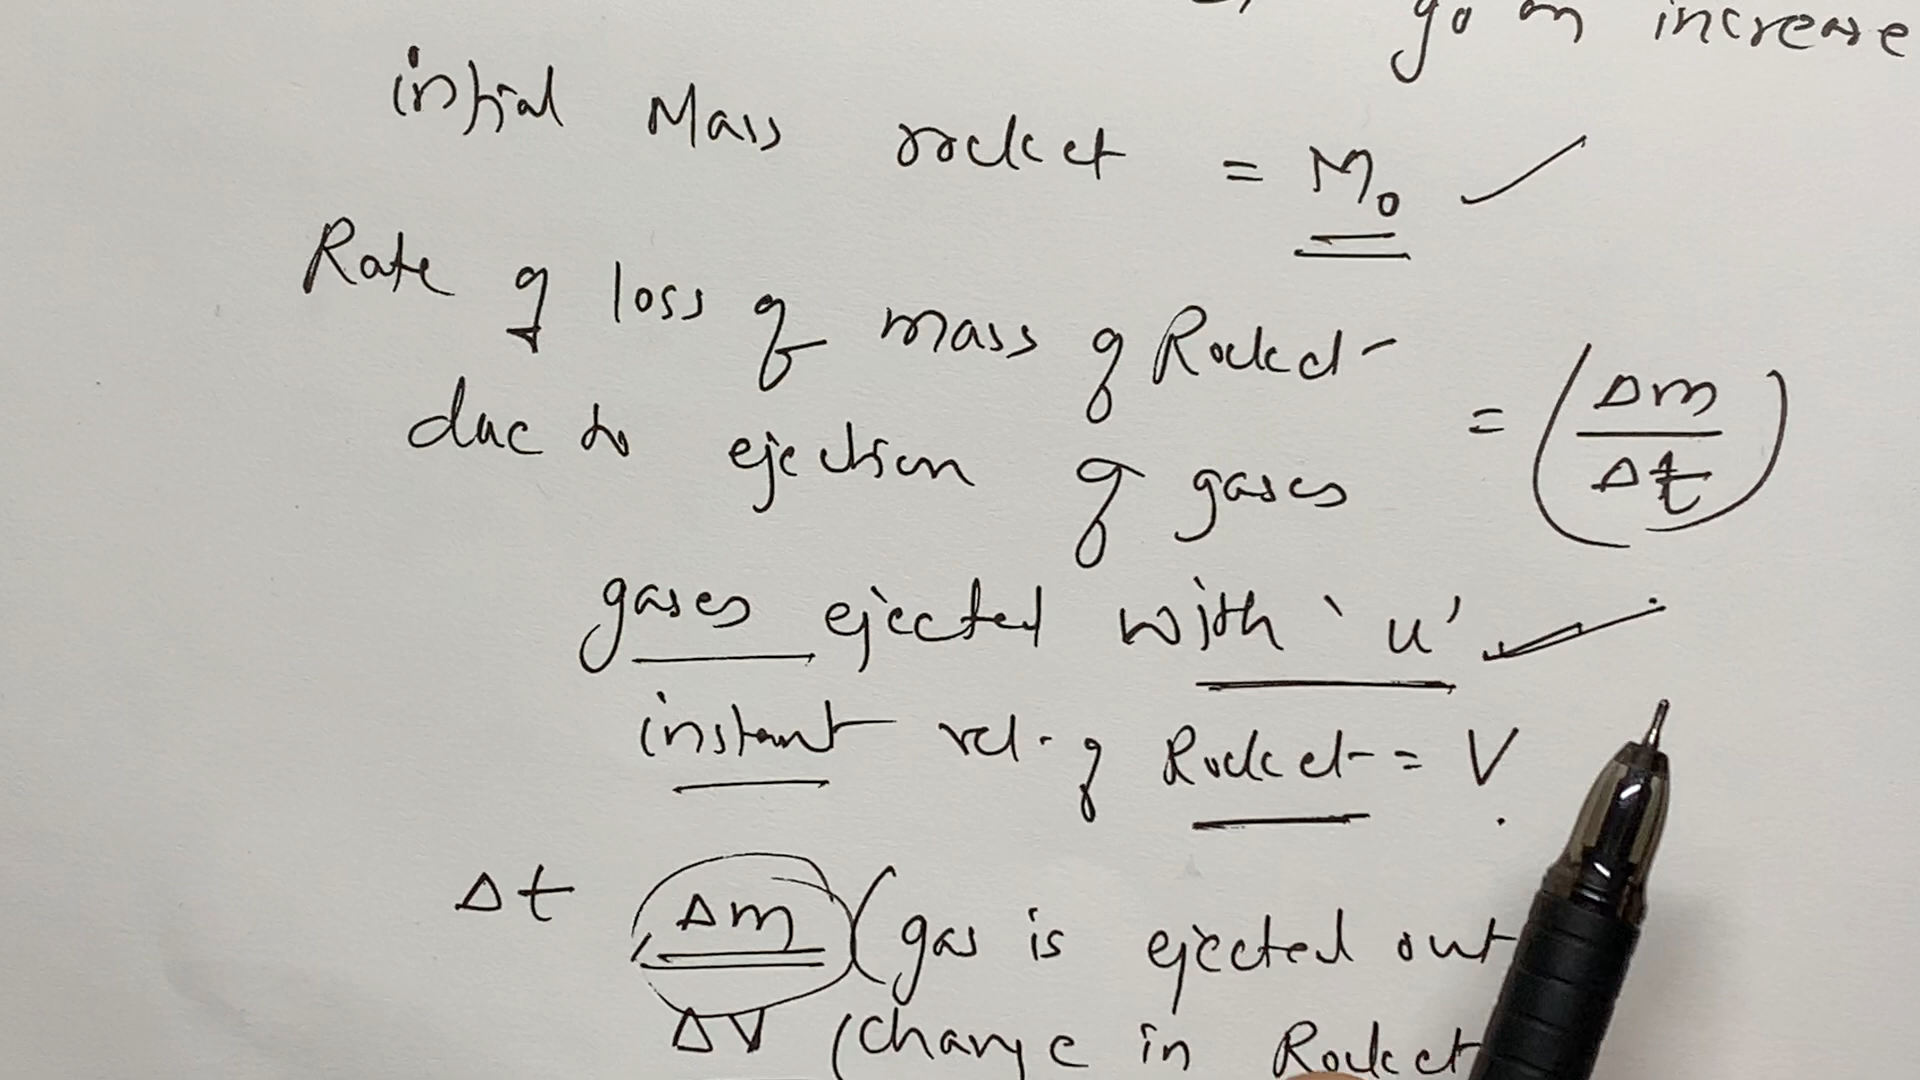 go on increase
initial Mass rocket = M₀ ✓
Rate of loss of mass of Rocket
due to ejection of gases = (Δm/Δt)
gases ejected with 'u' ✓
instant vel. of Rocket = V
Δt Δm (gas is ejected out
ΔV (change in Rocket